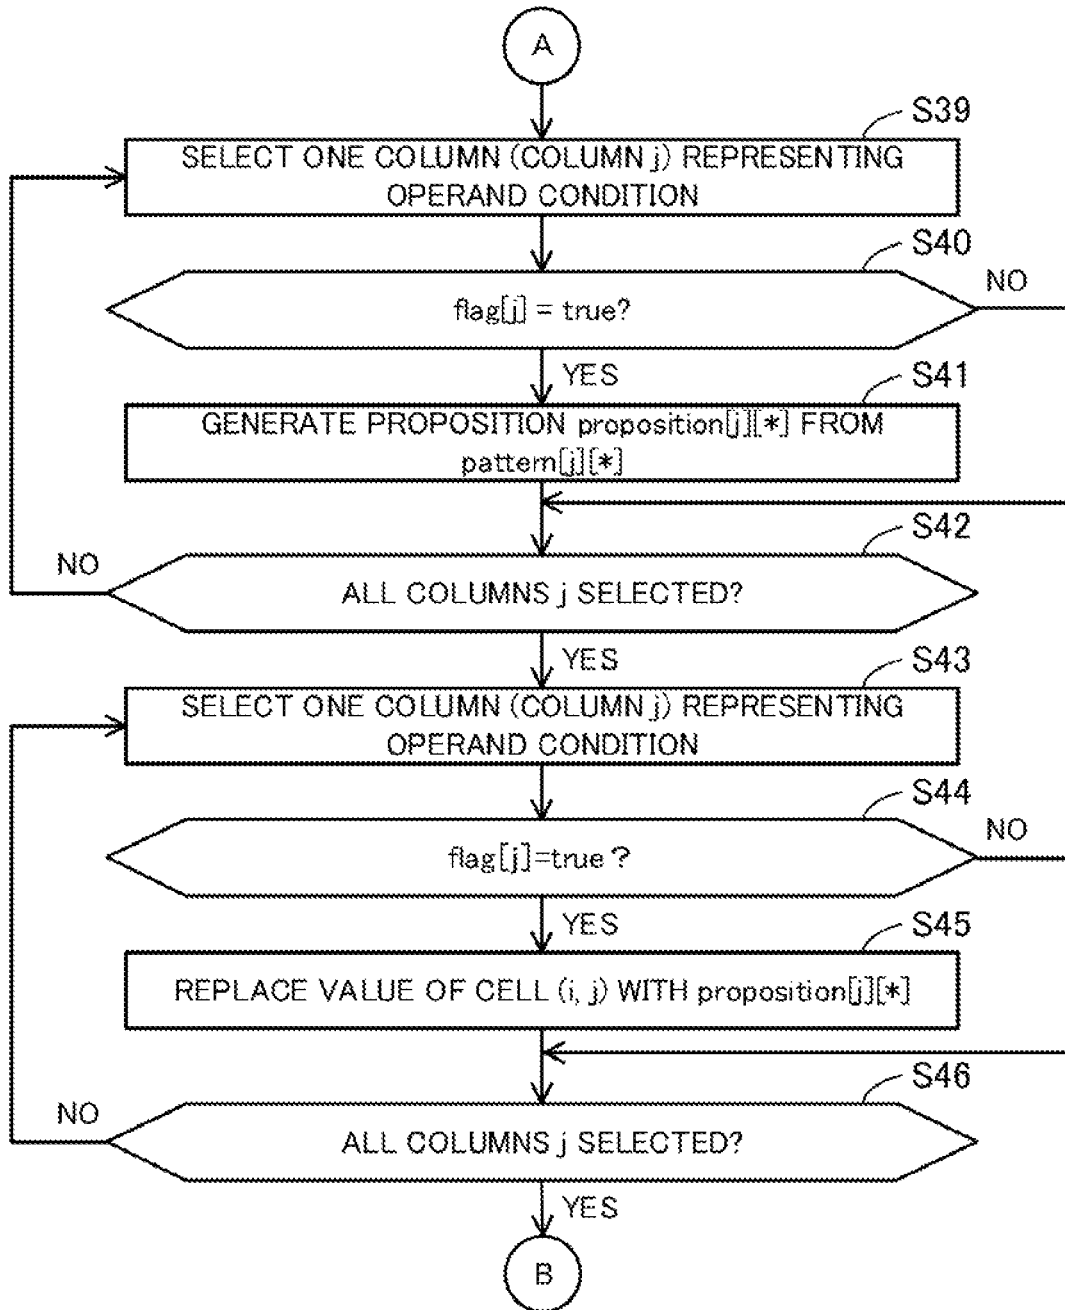 A
S39
SELECT ONE COLUMN (COLUMN j) REPRESENTING
OPERAND CONDITION
S40
flag[j] = true?
NO
YES
S41
GENERATE PROPOSITION proposition[j][*] FROM
pattern[j][*]
S42
NO
ALL COLUMNS j SELECTED?
YES
S43
SELECT ONE COLUMN (COLUMN j) REPRESENTING
OPERAND CONDITION
S44
flag[j]=true ?
NO
YES
S45
REPLACE VALUE OF CELL (i, j) WITH proposition[j][*]
S46
NO
ALL COLUMNS j SELECTED?
YES
B